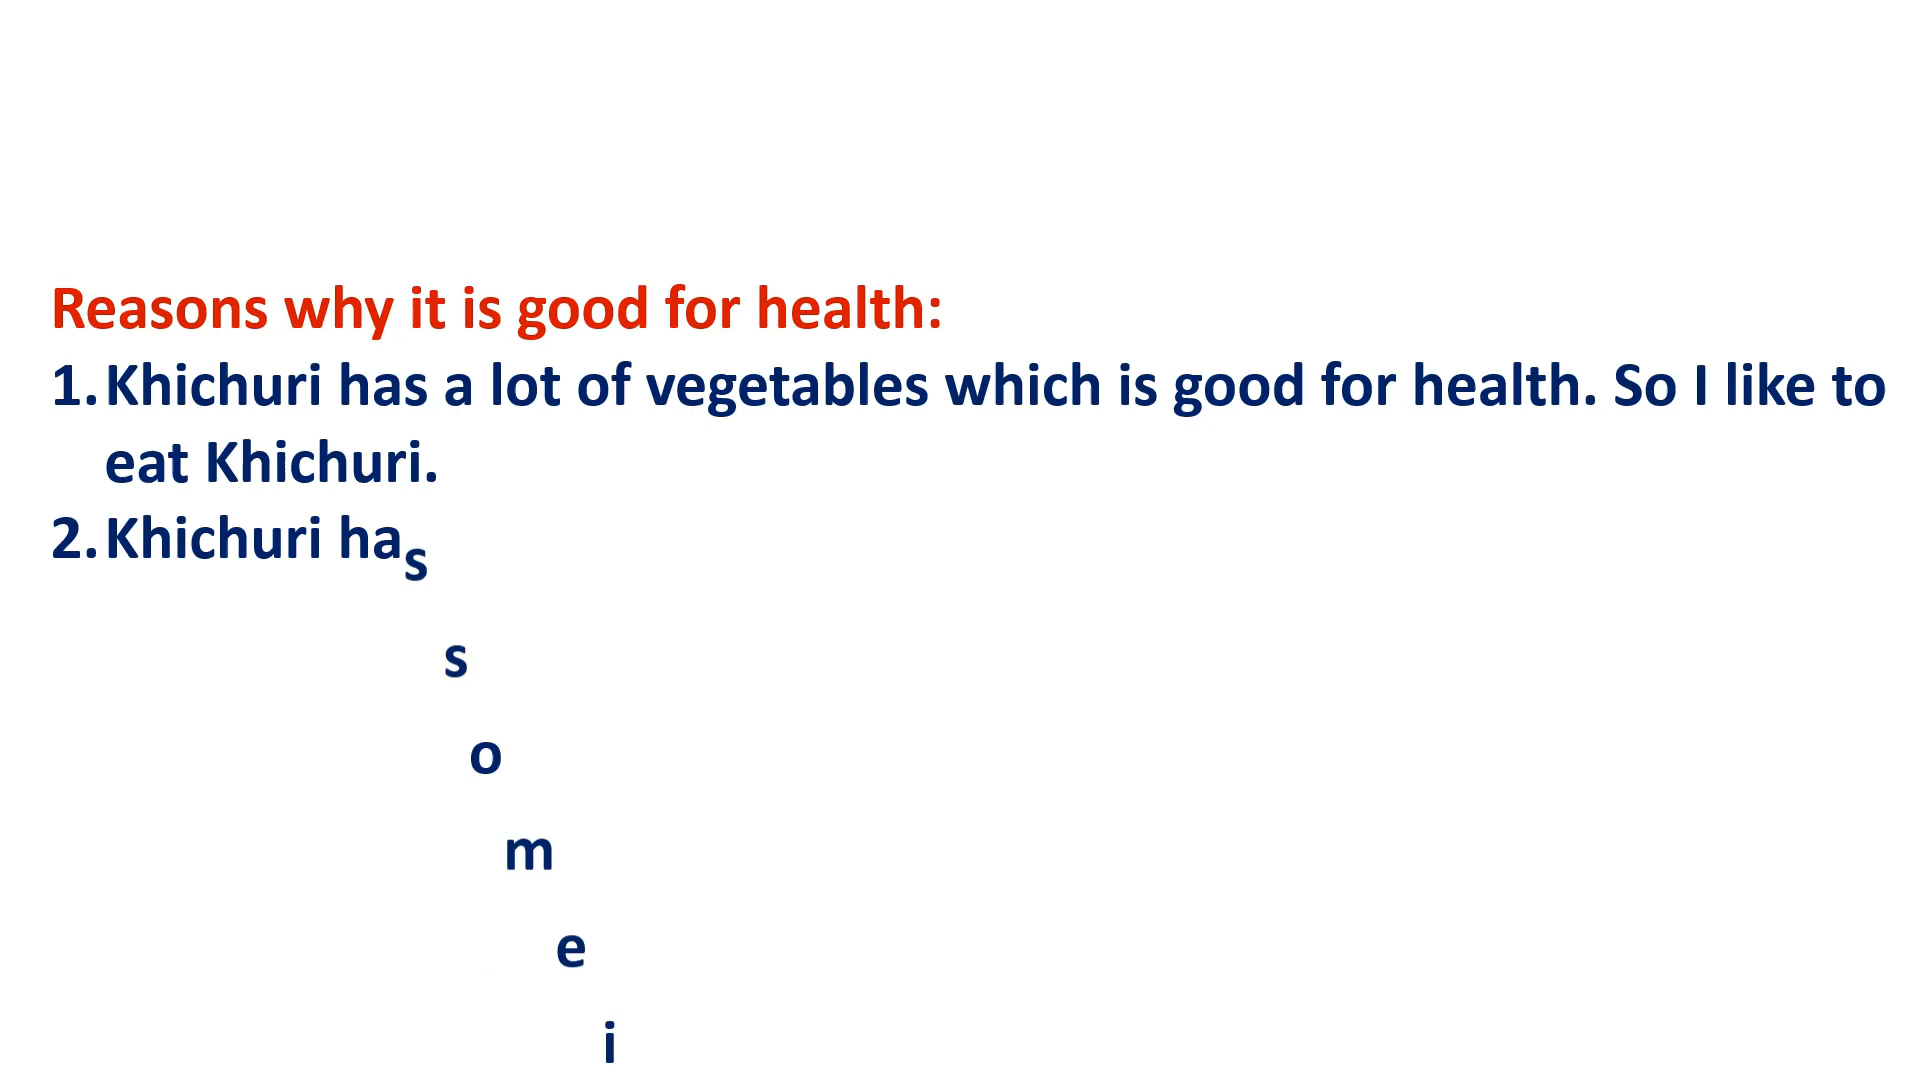 Reasons why it is good for health:
1. Khichuri has a lot of vegetables which is good for health. So I like to
eat Khichuri.
2. Khichuri has some i